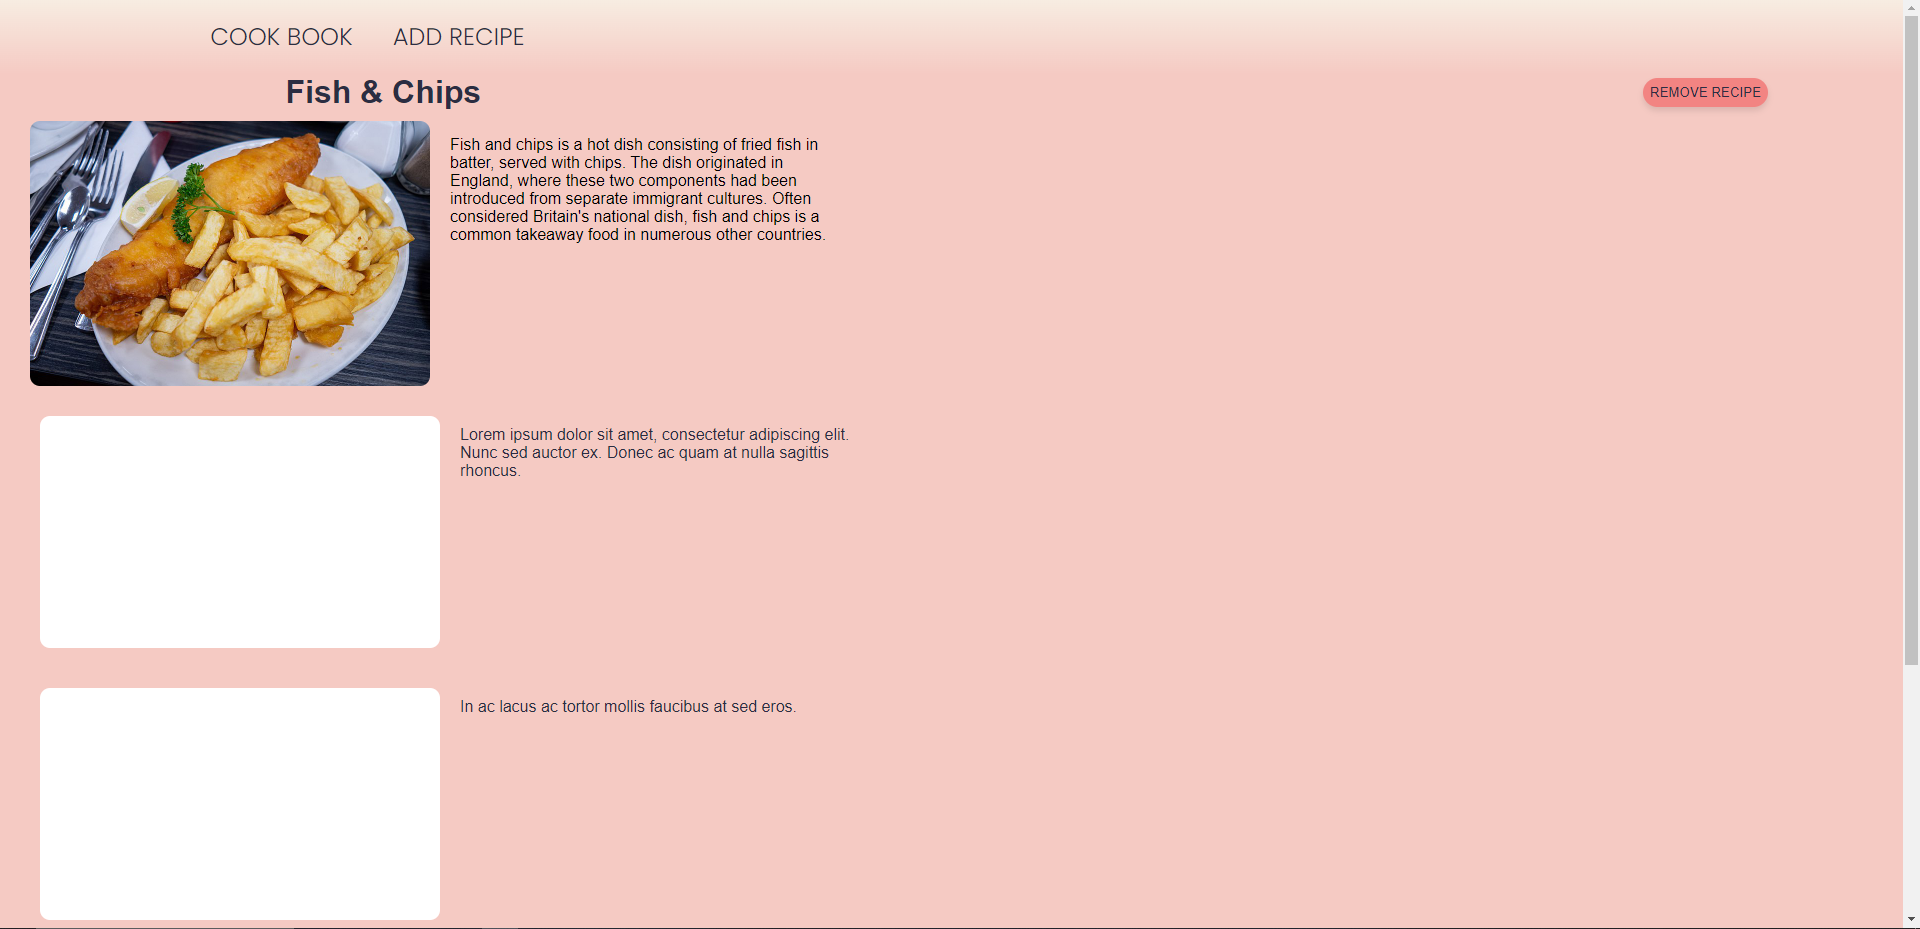 COOK BOOK ADD RECIPE
Fish & Chips
REMOVE RECIPE
Fish and chips is a hot dish consisting of fried fish in
batter, served with chips. The dish originated in
England, where these two components had been
introduced from separate immigrant cultures. Often
considered Britain's national dish, fish and chips is a
common takeaway food in numerous other countries.
Lorem ipsum dolor sit amet, consectetur adipiscing elit.
Nunc sed auctor ex. Donec ac quam at nulla sagittis
rhoncus.
In ac lacus ac tortor mollis faucibus at sed eros.